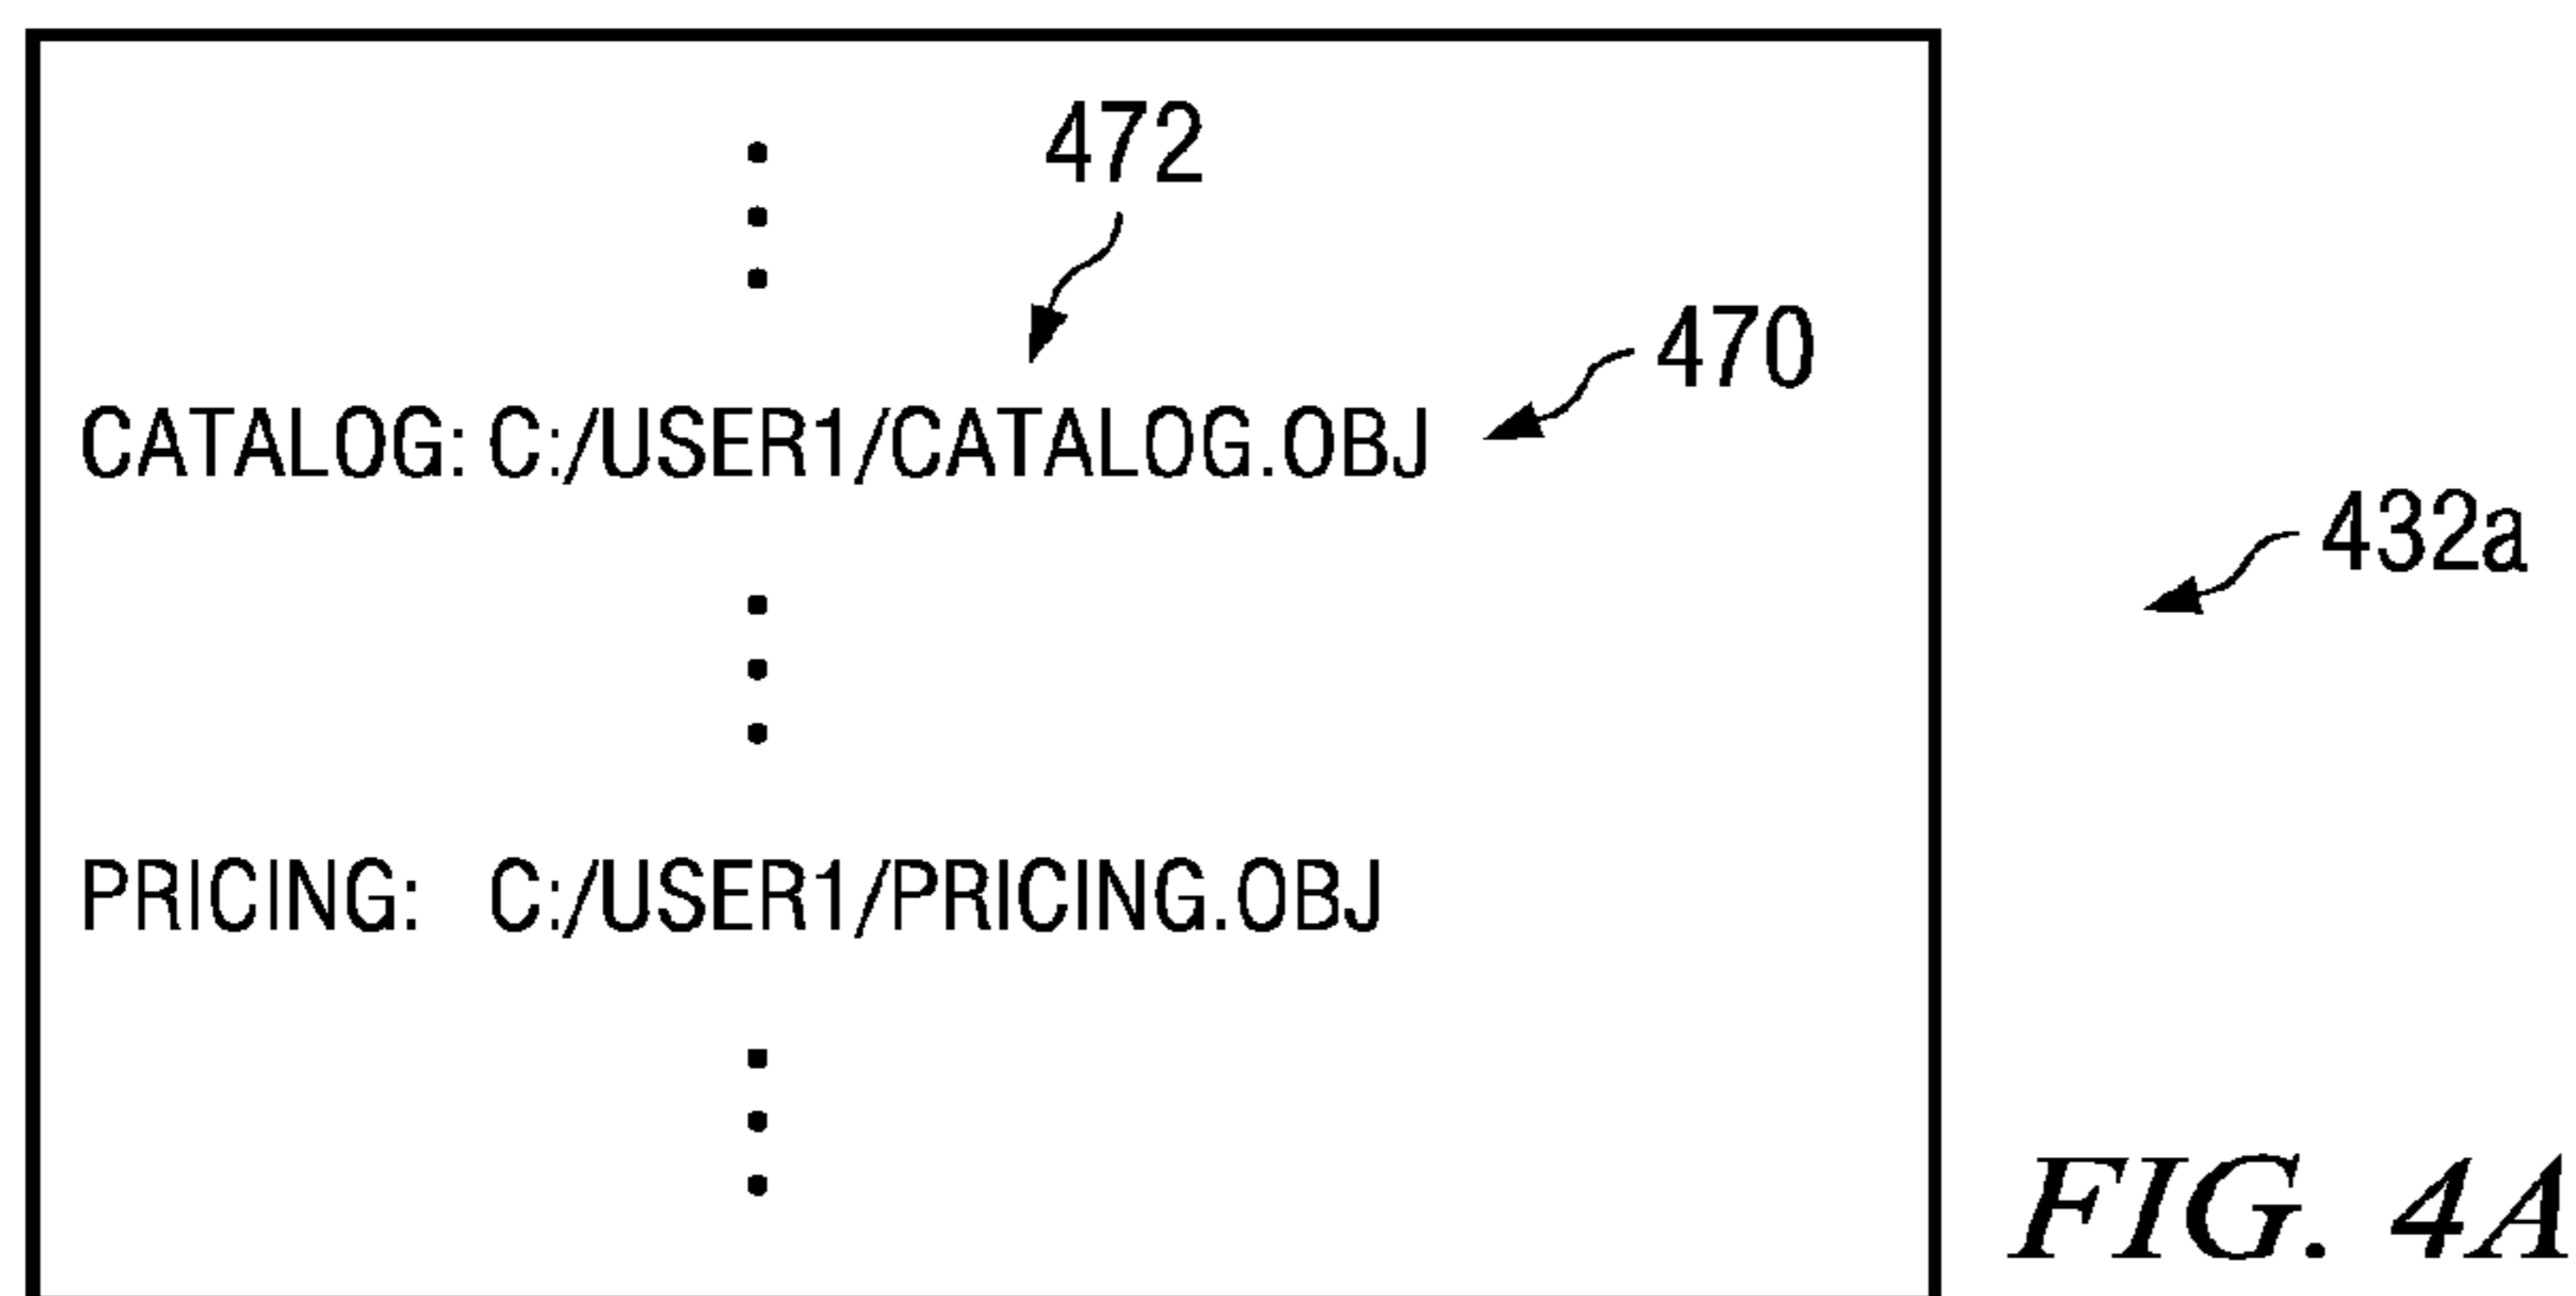 472
470
CATALOG: C:/USER1/CATALOG.OBJ
432a
PRICING: C:/USER1/PRICING.OBJ
FIG. 4A